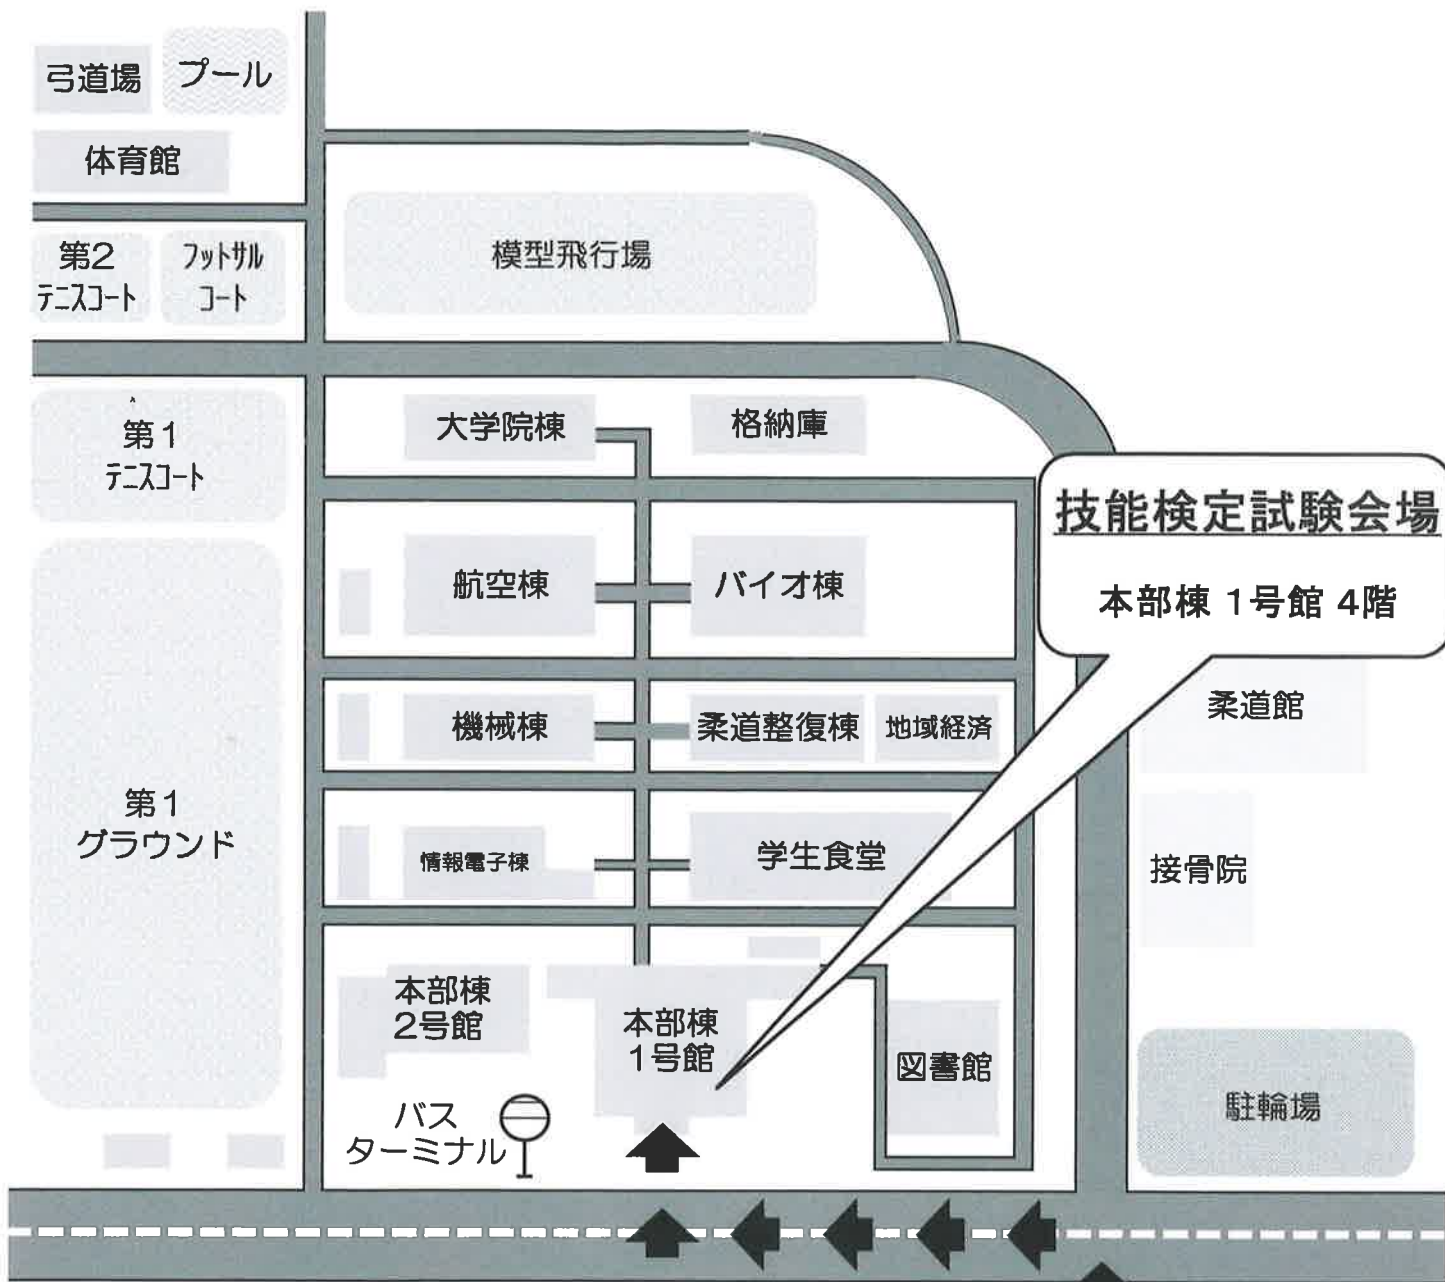 弓道場
プール
体育館
第2
テニスコート
フットサル
コート
模型飛行場
第1
テニスコート
大学院棟
格納庫
技能検定試験会場
本部棟 1号館 4階
航空棟
バイオ棟
機械棟
柔道整復棟
地域経済
柔道館
第1
グラウンド
情報電子棟
学生食堂
接骨院
本部棟
2号館
本部棟
1号館
図書館
バス
ターミナル
駐輪場